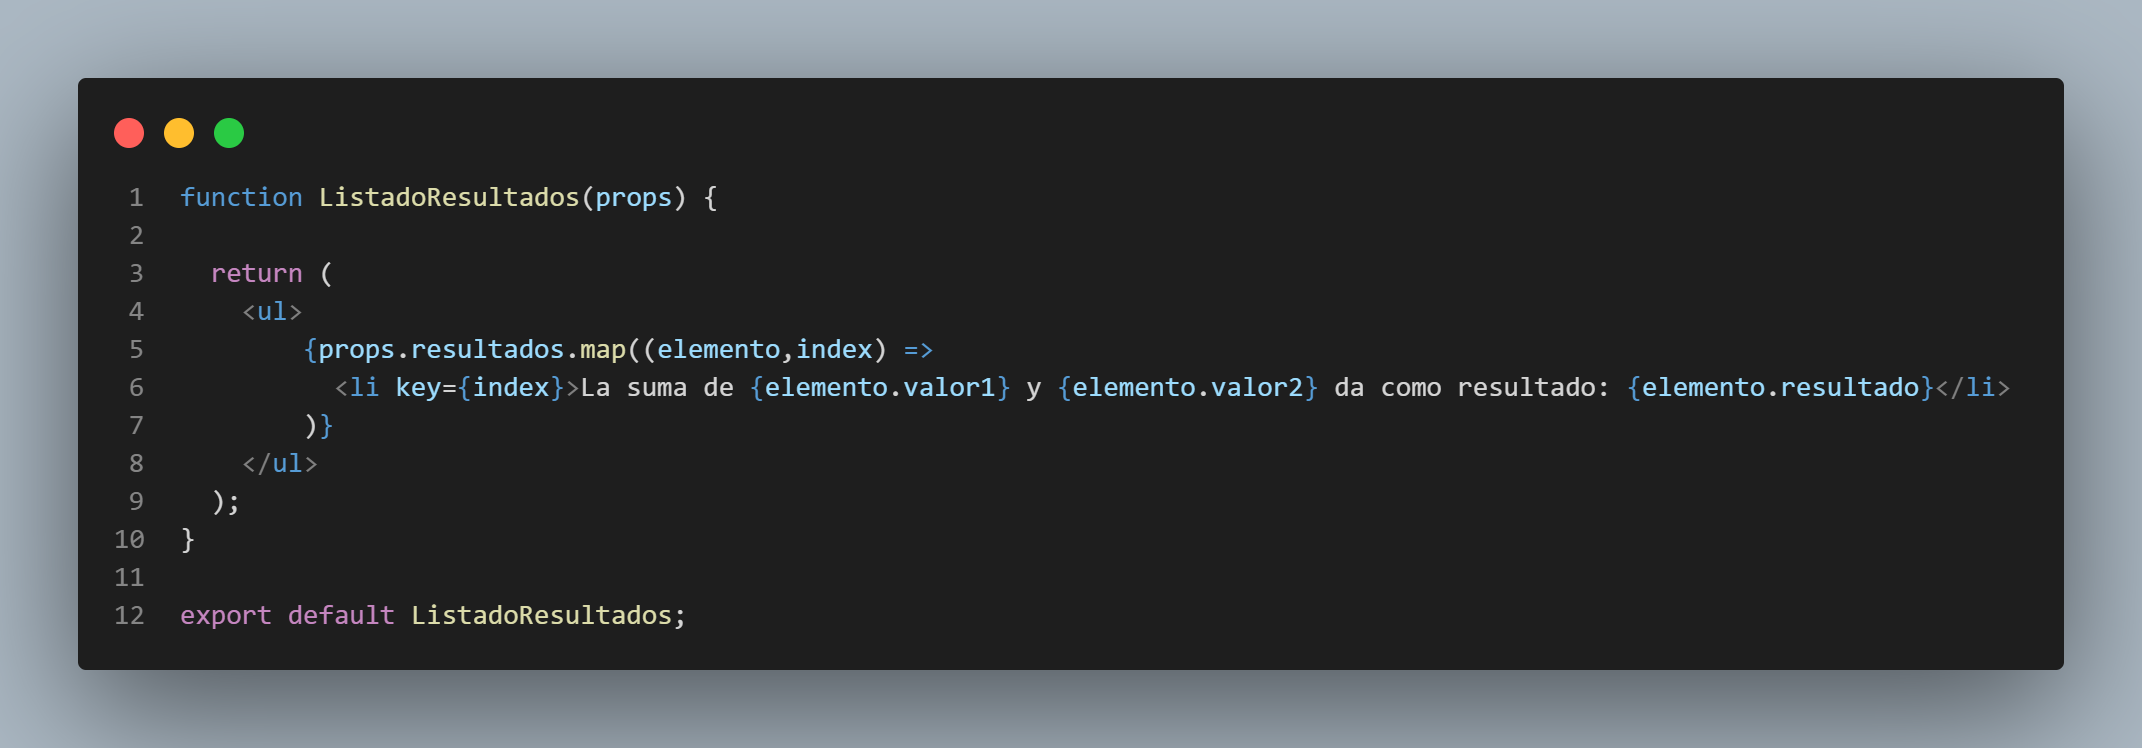 1 function ListadoResultados(props) {
2
3   return (
4     <ul>
5         {props.resultados.map((elemento,index) =>
6           <li key={index}>La suma de {elemento.valor1} y {elemento.valor2} da como resultado: {elemento.resultado}</li>
7         )}
8     </ul>
9   );
10 }
11
12 export default ListadoResultados;